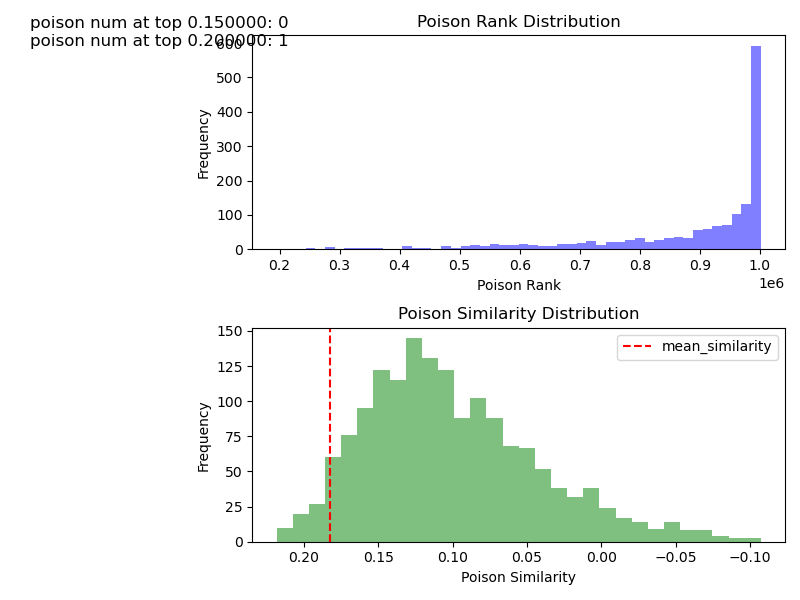 poison num at top 0.150000: 0
poison num at top 0.200000: 1
Poison Rank Distribution
600
500
400
300
200
100
0
Frequency
0.2 0.3 0.4 0.5 0.6 0.7 0.8 0.9 1.0
1e6
Poison Rank
Poison Similarity Distribution
mean_similarity
150
125
100
75
50
25
0
Frequency
0.20 0.15 0.10 0.05 0.00 −0.05 −0.10
Poison Similarity